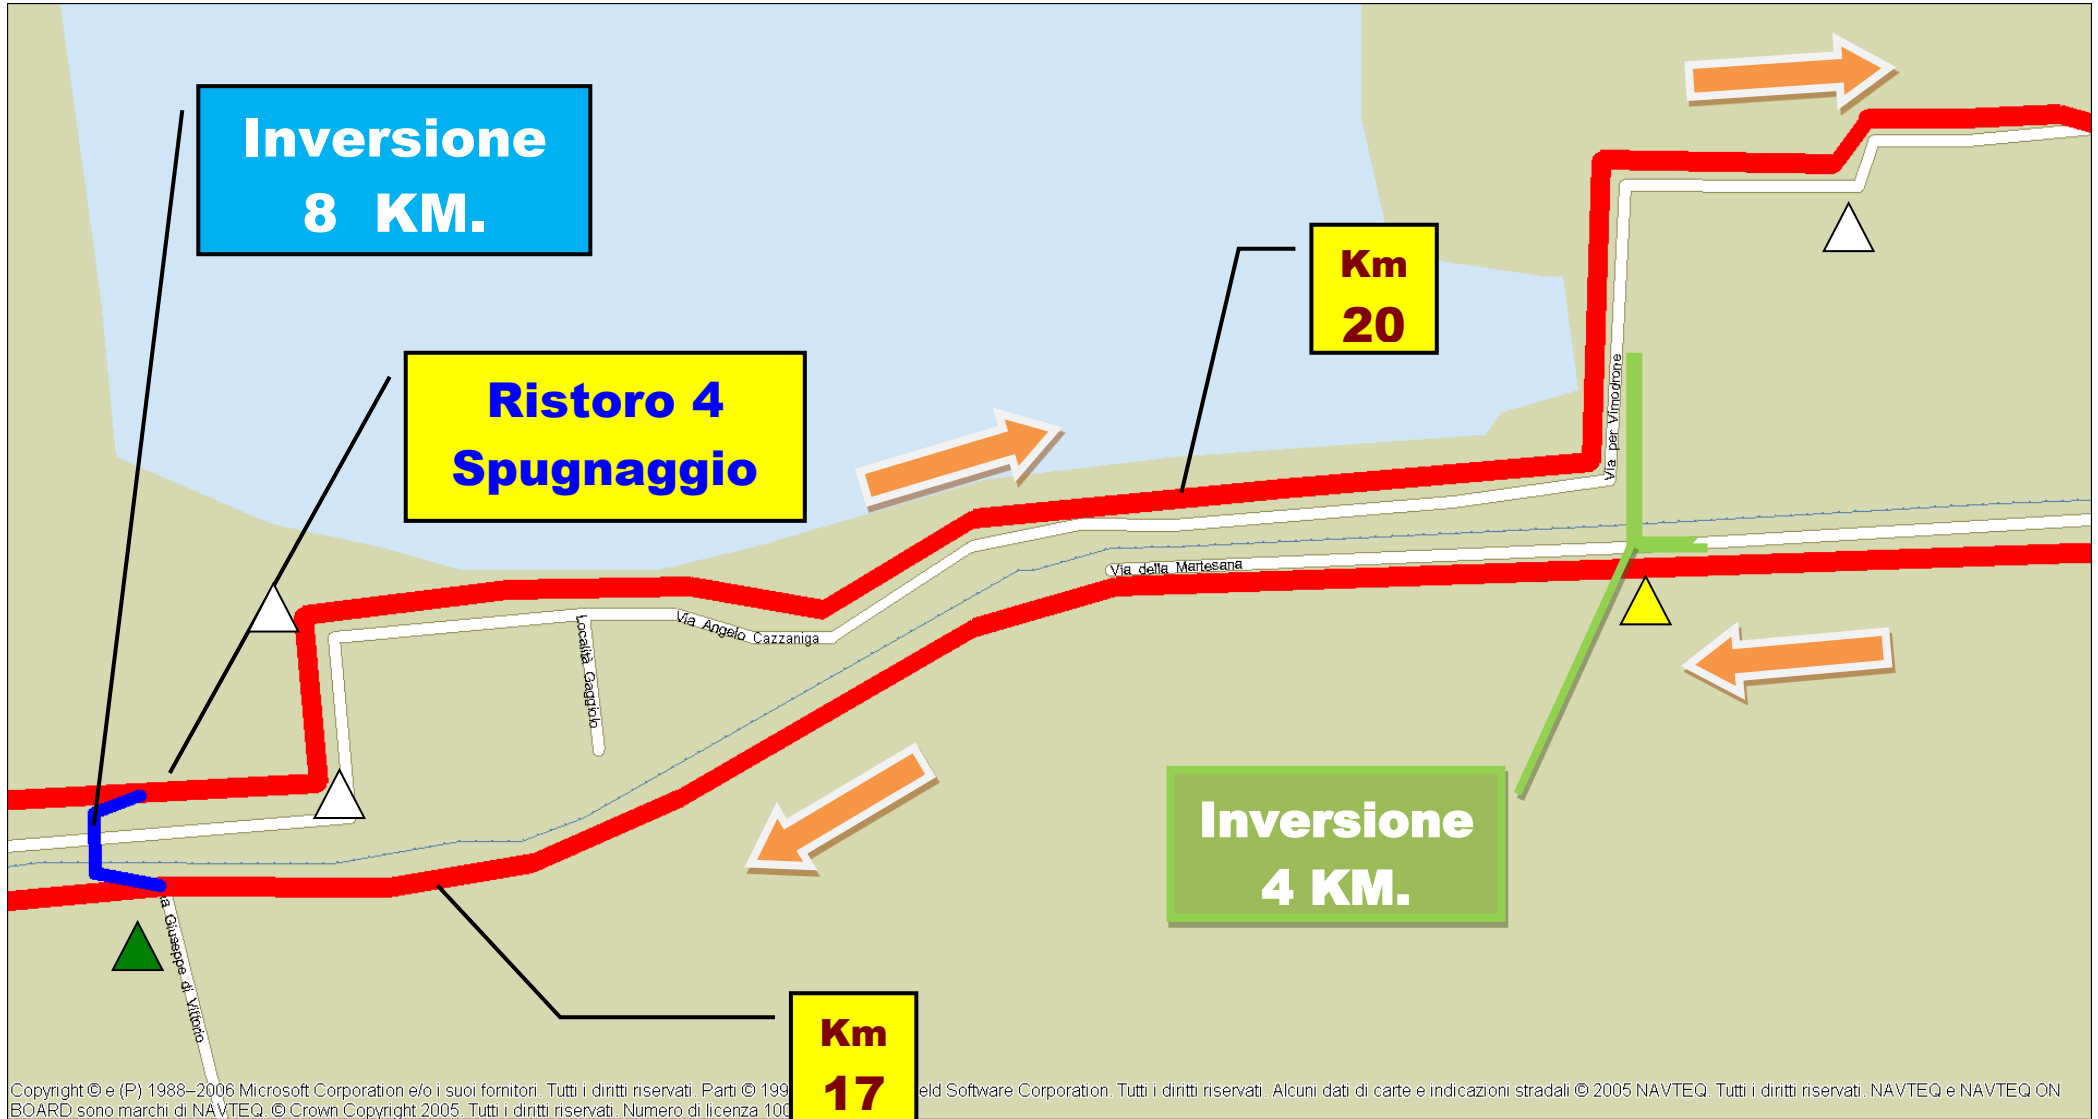 Inversione
8 KM.
Km
20
Ristoro 4
Spugnaggio
Via per Vimodrone
Via della Martesana
Via Angelo Cazzaniga
Località Gaggiolo
Inversione
4 KM.
a Giuseppe di Vittorio
Km
17
Copyright © e (P) 1988–2006 Microsoft Corporation e/o i suoi fornitori. Tutti i diritti riservati. Parti © 199 eld Software Corporation. Tutti i diritti riservati. Alcuni dati di carte e indicazioni stradali © 2005 NAVTEQ. Tutti i diritti riservati. NAVTEQ e NAVTEQ ON
BOARD sono marchi di NAVTEQ. © Crown Copyright 2005. Tutti i diritti riservati. Numero di licenza 100